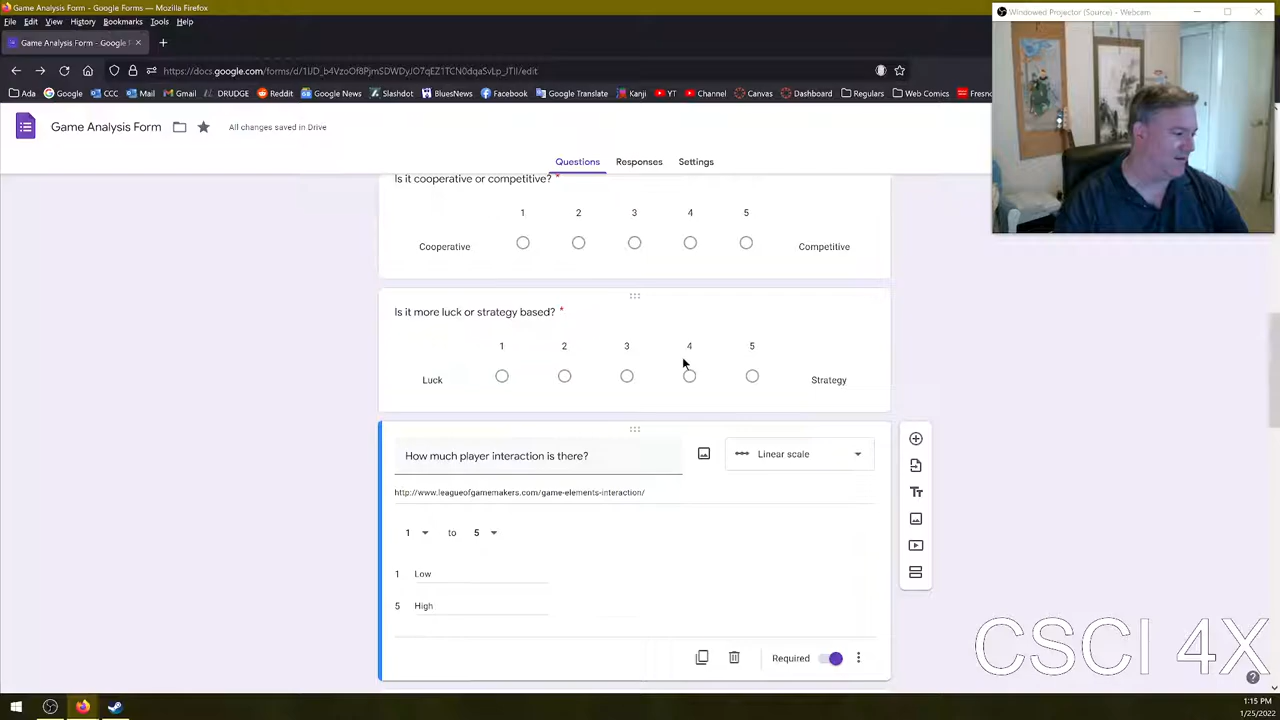 Game Analysis Form - Google Forms — Mozilla Firefox
File Edit View History Bookmarks Tools Help
Windowed Projector (Source) - Webcam
Game Analysis Form - Google
Ada Google CCC Mail Gmail DRUDGE Reddit Google News Slashdot BluesNews Facebook Google Translate Kanji YT Channel Canvas Dashboard Rograders Web Comics
Game Analysis Form
All changes saved in Drive
Questions Responses Settings
Is it cooperative or competitive? *
1 2 3 4 5
Cooperative Competitive
Is it more luck or strategy based? *
1 2 3 4 5
Luck Strategy
How much player interaction is there?
Linear scale
http://www.leagueofgamemakers.com/game-elements-interaction/
1 to 5
1 Low
5 High
Required
CSCI 4X
1:15 PM
1/25/2022